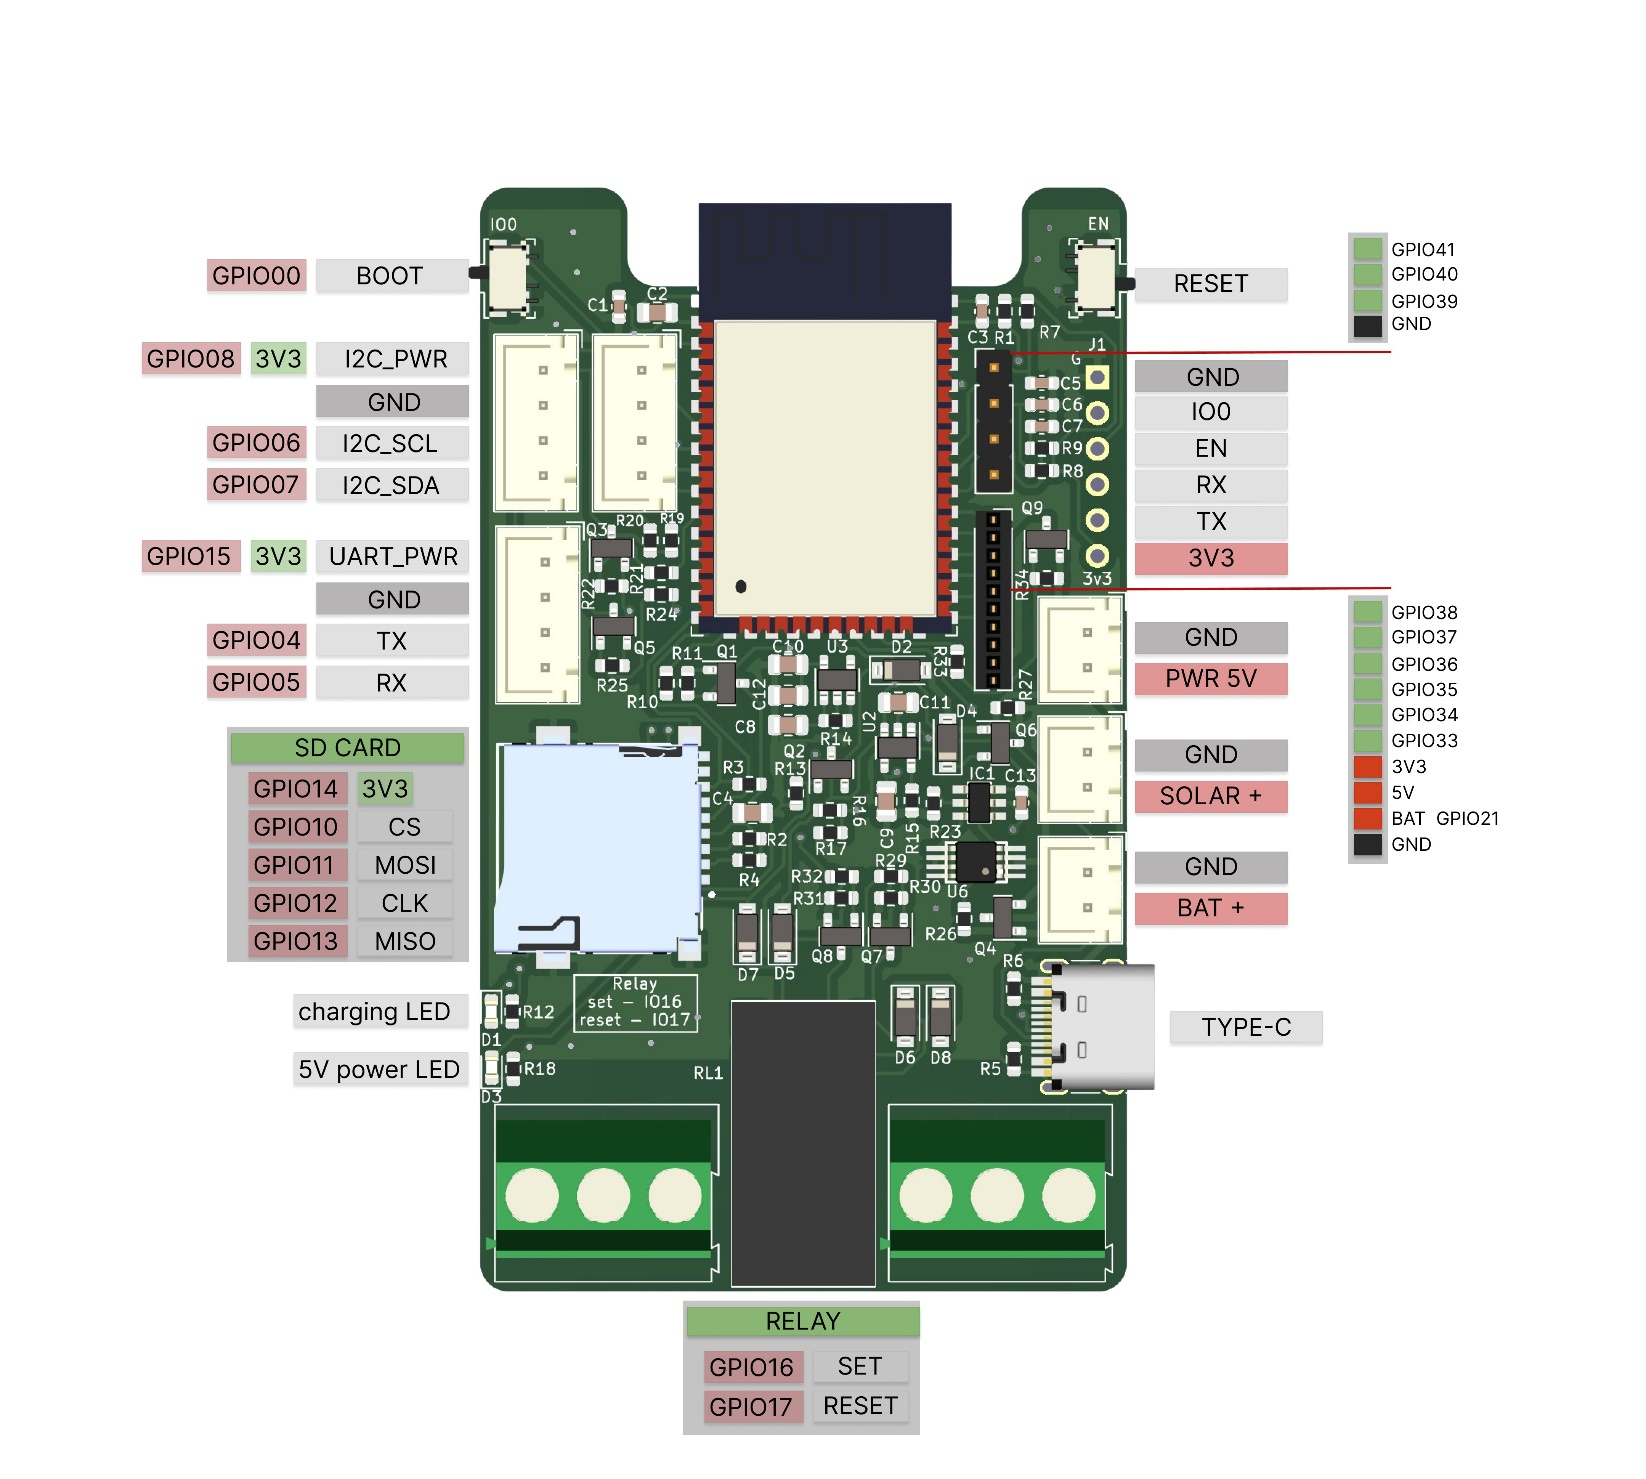 IO0
EN
GPIO00 BOOT
RESET
GPIO41
GPIO40
GPIO39
GND
C1
C2
C3 R1
R7
J1
G
GPIO08 3V3 I2C_PWR
GND
GPIO06 I2C_SCL
GPIO07 I2C_SDA
C5
C6
C7
R9
R8
GND
IO0
EN
RX
TX
3V3
3v3
GPIO15 3V3 UART_PWR
GND
GPIO04 TX
GPIO05 RX
Q3
R20
R19
R22
R21
R24
Q5
R25
Q9
R34
GND
PWR 5V
GPIO38
GPIO37
GPIO36
GPIO35
GPIO34
GPIO33
3V3
5V
BAT GPIO21
GND
R11
Q1
R10
C10
U3
D2
R33
C12
C11
R27
C8
R14
U2
D4
Q6
GND
SOLAR +
SD CARD
GPIO14 3V3
GPIO10 CS
GPIO11 MOSI
GPIO12 CLK
GPIO13 MISO
R3
C4
R2
R4
Q2
R13
R16
R17
C9
R15
R23
IC1
C13
R29
R32
R31
R30
U6
R26
Q4
GND
BAT +
D7
D5
Q8
Q7
R6
Relay
set - IO16
reset - IO17
charging LED
R12
D1
5V power LED
R18
D3
RL1
D6
D8
R5
TYPE-C
RELAY
GPIO16 SET
GPIO17 RESET